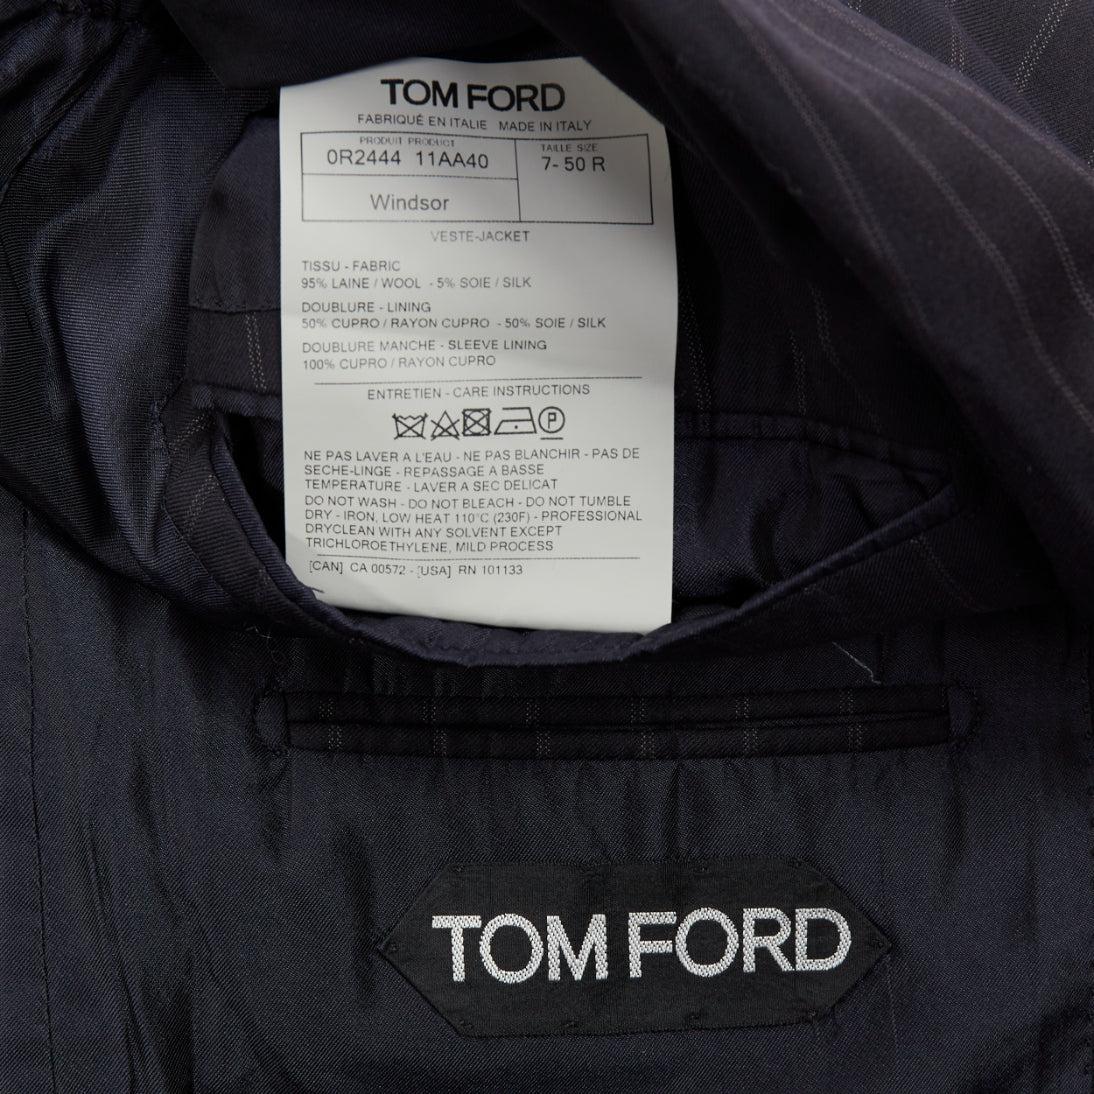 TOM FORD
FABRIQUÉ EN ITALIE MADE IN ITALY
PRODUIT PRODUCT
0R2444 11AA40
TAILLE SIZE
7- 50 R
Windsor
VESTE-JACKET
TISSU - FABRIC
95% LAINE / WOOL - 5% SOIE / SILK
DOUBLURE - LINING
50% CUPRO / RAYON CUPRO - 50% SOIE / SILK
DOUBLURE MANCHE - SLEEVE LINING
100% CUPRO / RAYON CUPRO
ENTRETIEN - CARE INSTRUCTIONS
P
NE PAS LAVER A L'EAU - NE PAS BLANCHIR - PAS DE
SECHE-LINGE - REPASSAGE A BASSE
TEMPERATURE - LAVER A SEC DELICAT
DO NOT WASH - DO NOT BLEACH - DO NOT TUMBLE
DRY - IRON, LOW HEAT 110°C (230F) - PROFESSIONAL
DRYCLEAN WITH ANY SOLVENT EXCEPT
TRICHLOROETHYLENE, MILD PROCESS
[CAN] CA 00572 - [USA] RN 101133
TOM FORD